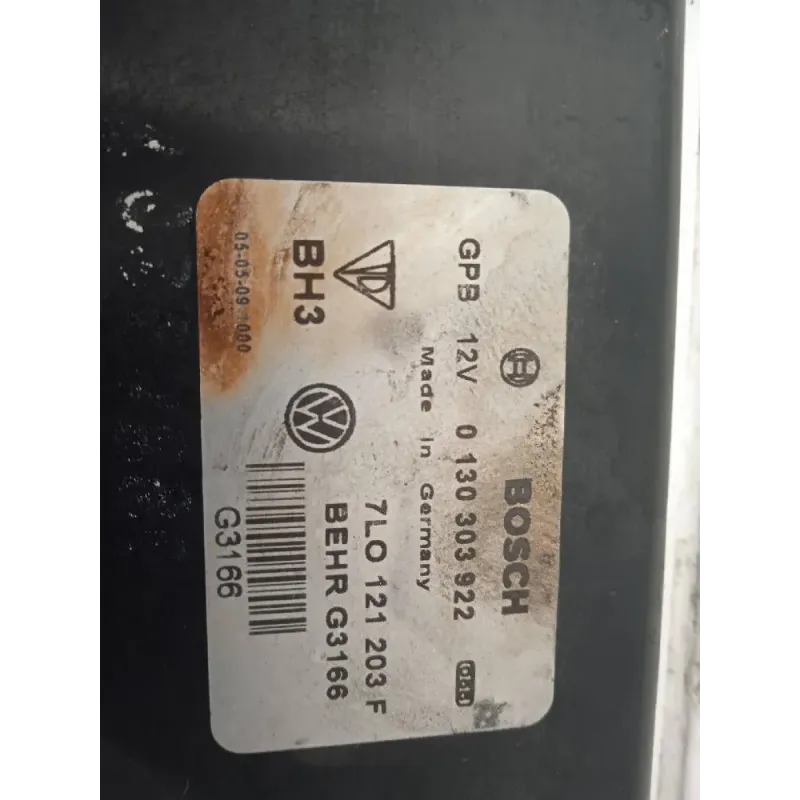 BOSCH
GPB 12V 0 130 303 922
Made in Germany
7LO 121 203 F
BEHR G3166
BH3
G3166
05-05-09 1000